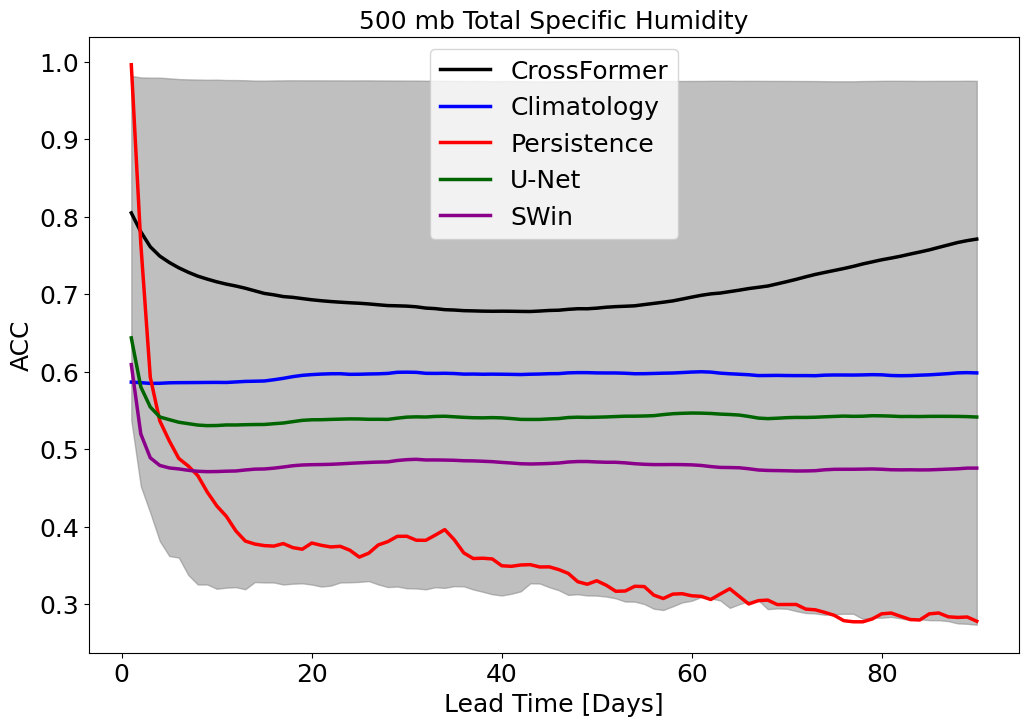 500 mb Total Specific Humidity
CrossFormer
Climatology
Persistence
U-Net
SWin
ACC
1.0
0.9
0.8
0.7
0.6
0.5
0.4
0.3
0 20 40 60 80
Lead Time [Days]